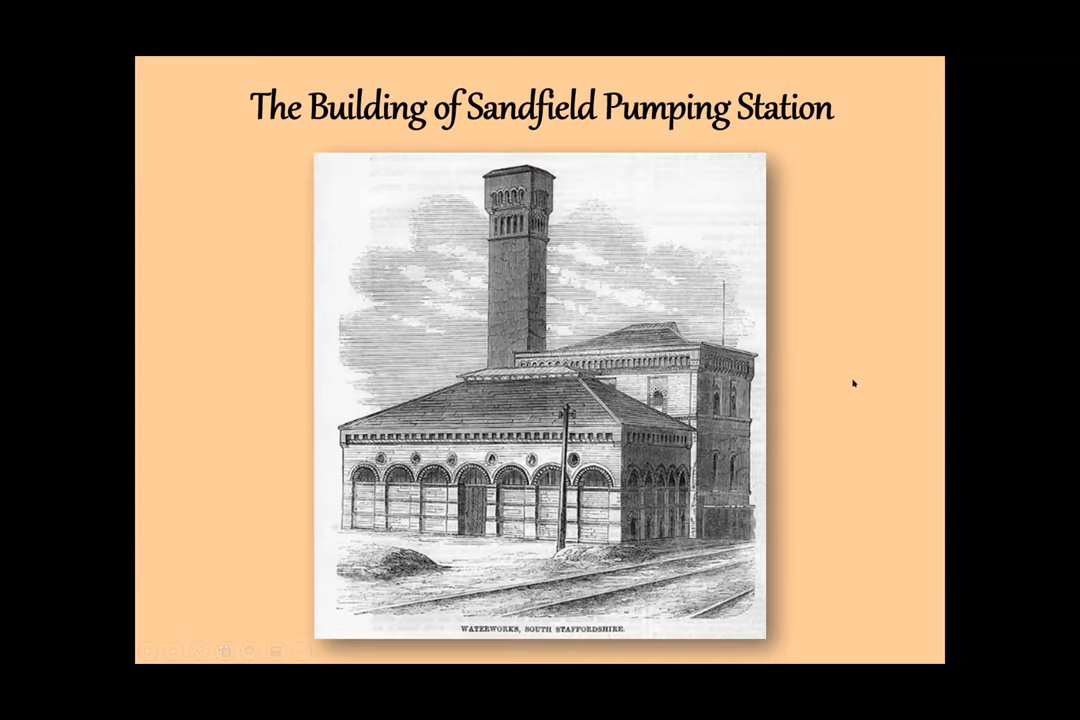 The Building of Sandfield Pumping Station
WATERWORKS, SOUTH STAFFORDSHIRE.